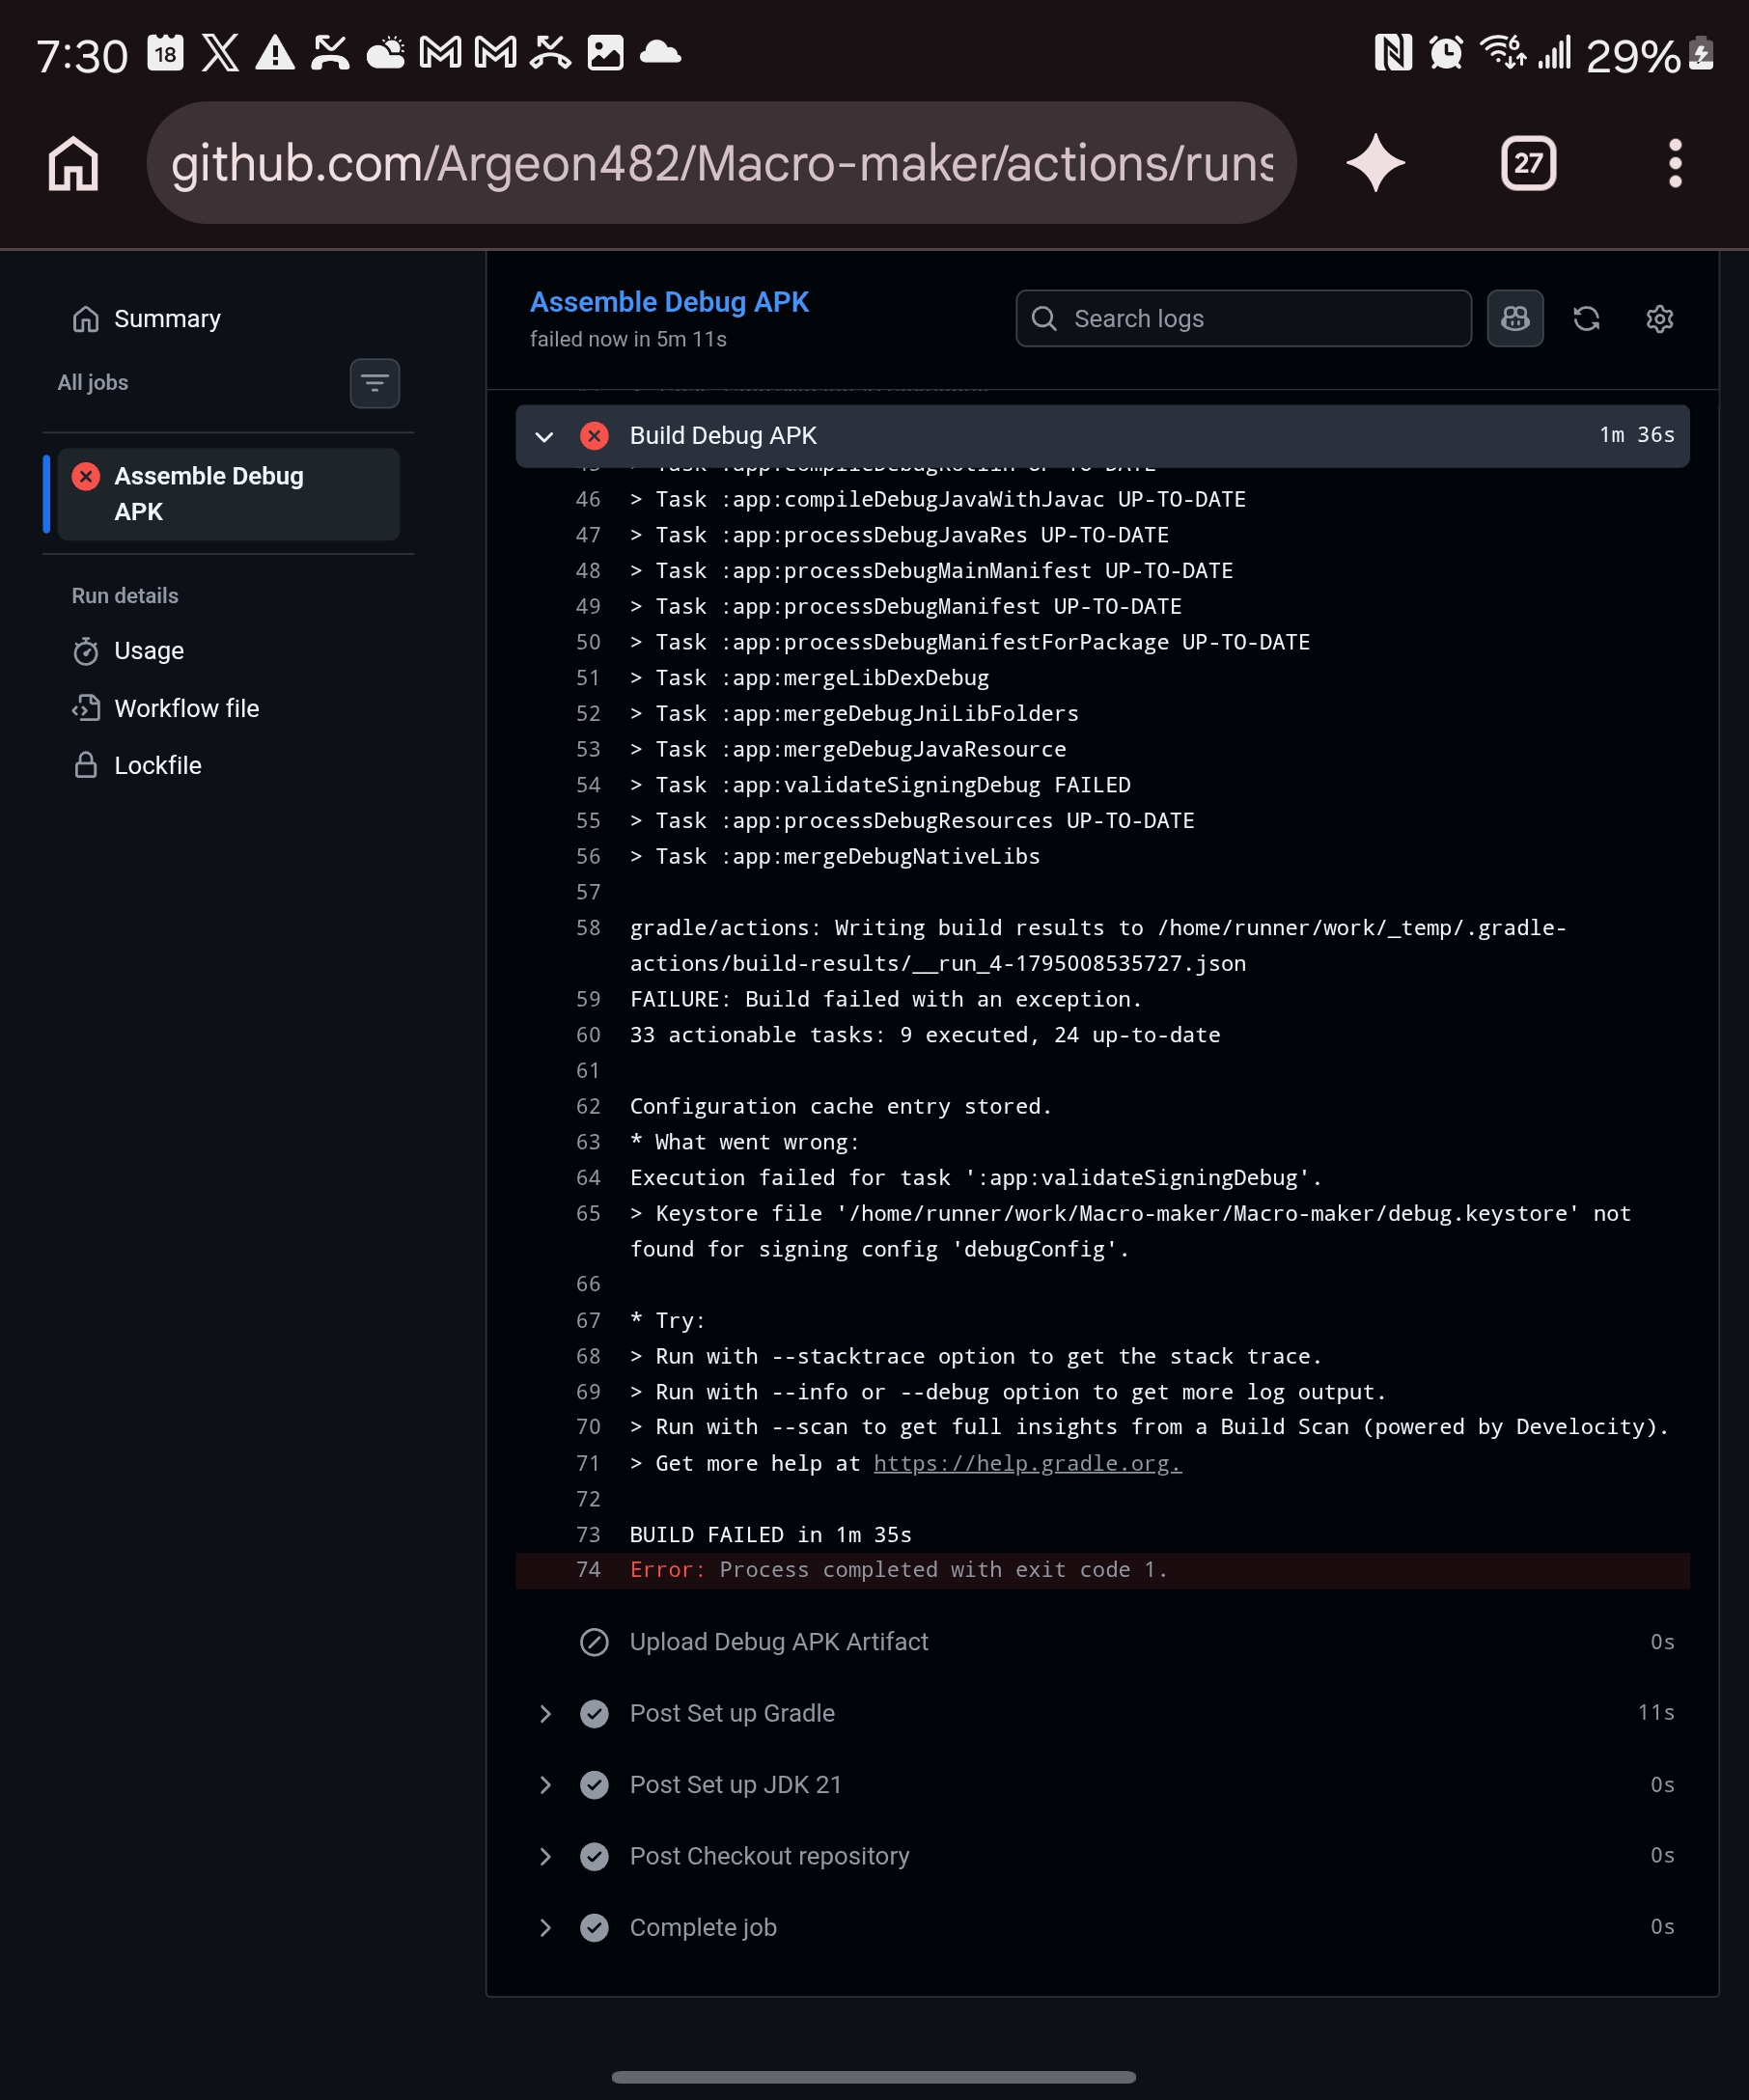 7:30
18
29%
github.com/Argeon482/Macro-maker/actions/runs
27
Summary
All jobs
Assemble Debug
APK
Run details
Usage
Workflow file
Lockfile
Assemble Debug APK
failed now in 5m 11s
Search logs
Build Debug APK
1m 36s
45 > Task :app:compileDebugKotlin UP-TO-DATE
46 > Task :app:compileDebugJavaWithJavac UP-TO-DATE
47 > Task :app:processDebugJavaRes UP-TO-DATE
48 > Task :app:processDebugMainManifest UP-TO-DATE
49 > Task :app:processDebugManifest UP-TO-DATE
50 > Task :app:processDebugManifestForPackage UP-TO-DATE
51 > Task :app:mergeLibDexDebug
52 > Task :app:mergeDebugJniLibFolders
53 > Task :app:mergeDebugJavaResource
54 > Task :app:validateSigningDebug FAILED
55 > Task :app:processDebugResources UP-TO-DATE
56 > Task :app:mergeDebugNativeLibs
57
58 gradle/actions: Writing build results to /home/runner/work/_temp/.gradle-
actions/build-results/__run_4-1795008535727.json
59 FAILURE: Build failed with an exception.
60 33 actionable tasks: 9 executed, 24 up-to-date
61
62 Configuration cache entry stored.
63 * What went wrong:
64 Execution failed for task ':app:validateSigningDebug'.
65 > Keystore file '/home/runner/work/Macro-maker/Macro-maker/debug.keystore' not
found for signing config 'debugConfig'.
66
67 * Try:
68 > Run with --stacktrace option to get the stack trace.
69 > Run with --info or --debug option to get more log output.
70 > Run with --scan to get full insights from a Build Scan (powered by Develocity).
71 > Get more help at https://help.gradle.org.
72
73 BUILD FAILED in 1m 35s
74 Error: Process completed with exit code 1.
Upload Debug APK Artifact
0s
Post Set up Gradle
11s
Post Set up JDK 21
0s
Post Checkout repository
0s
Complete job
0s